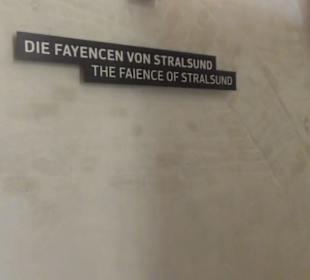 DIE FAYENCEN VON STRALSUND
THE FAIENCE OF STRALSUND